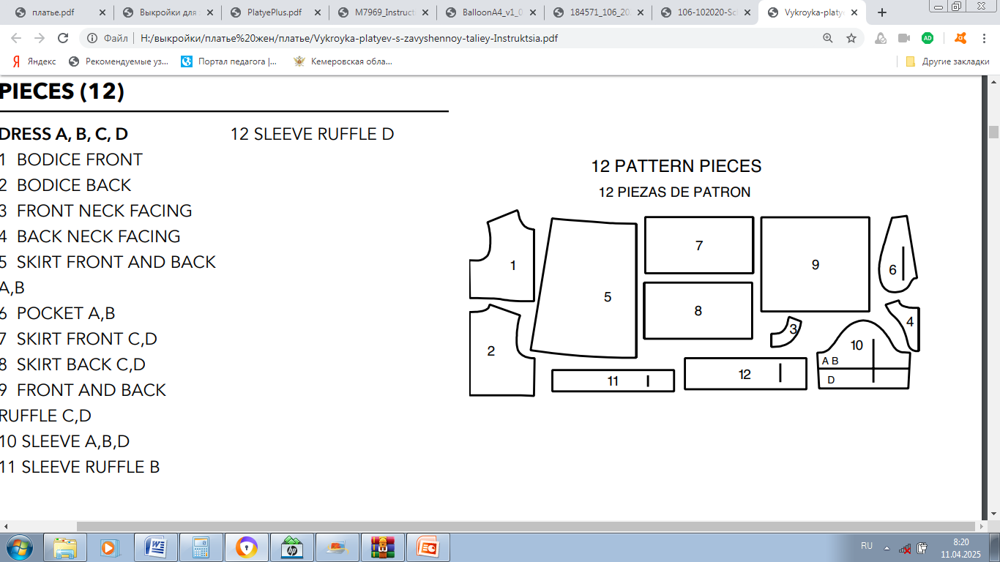 платье.pdf
Выкройки для
PlatyePlus.pdf
M7969_Instruct
BalloonA4_v1_0
184571_106_20
106-102020-Sch
Vykroyka-platy
Файл
H:/выкройки/платье%20жен/платье/Vykroyka-platyev-s-zavyshennoy-taliey-Instruktsia.pdf
AD
Я Яндекс
Рекомендуемые уз...
Портал педагога |...
Кемеровская обла...
Другие закладки
PIECES (12)
DRESS A, B, C, D
1 BODICE FRONT
2 BODICE BACK
3 FRONT NECK FACING
4 BACK NECK FACING
5 SKIRT FRONT AND BACK
A,B
6 POCKET A,B
7 SKIRT FRONT C,D
8 SKIRT BACK C,D
9 FRONT AND BACK
RUFFLE C,D
10 SLEEVE A,B,D
11 SLEEVE RUFFLE B
12 SLEEVE RUFFLE D
12 PATTERN PIECES
12 PIEZAS DE PATRON
1
2
5
7
8
9
6
3
4
10
A B
D
11
12
hp
RU
8:20
11.04.2025